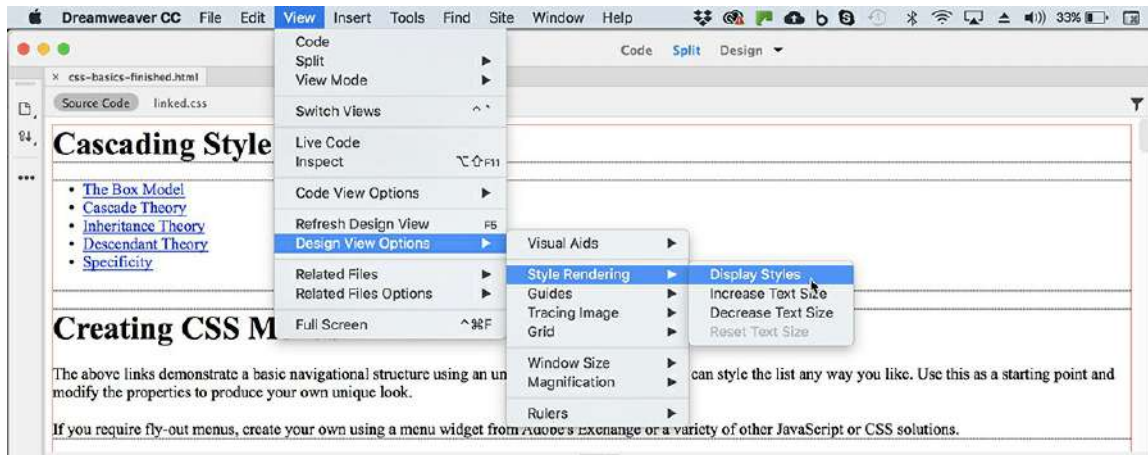 Dreamweaver CC File Edit View Insert Tools Find Site Window Help 33%
Code Split Design
css-basics-finished.html
Source Code linked.css
Code
Split
View Mode
Switch Views ^`
Live Code
Inspect ⌥⇧F11
Code View Options
Refresh Design View F5
Design View Options
Related Files
Related Files Options
Full Screen ^⌘F
Visual Aids
Style Rendering
Guides
Tracing Image
Grid
Window Size
Magnification
Rulers
Display Styles
Increase Text Size
Decrease Text Size
Reset Text Size
Cascading Style
The Box Model
Cascade Theory
Inheritance Theory
Descendant Theory
Specificity
Creating CSS M
The above links demonstrate a basic navigational structure using an un can style the list any way you like. Use this as a starting point and
modify the properties to produce your own unique look.
If you require fly-out menus, create your own using a menu widget from Adobe's Exchange or a variety of other JavaScript or CSS solutions.